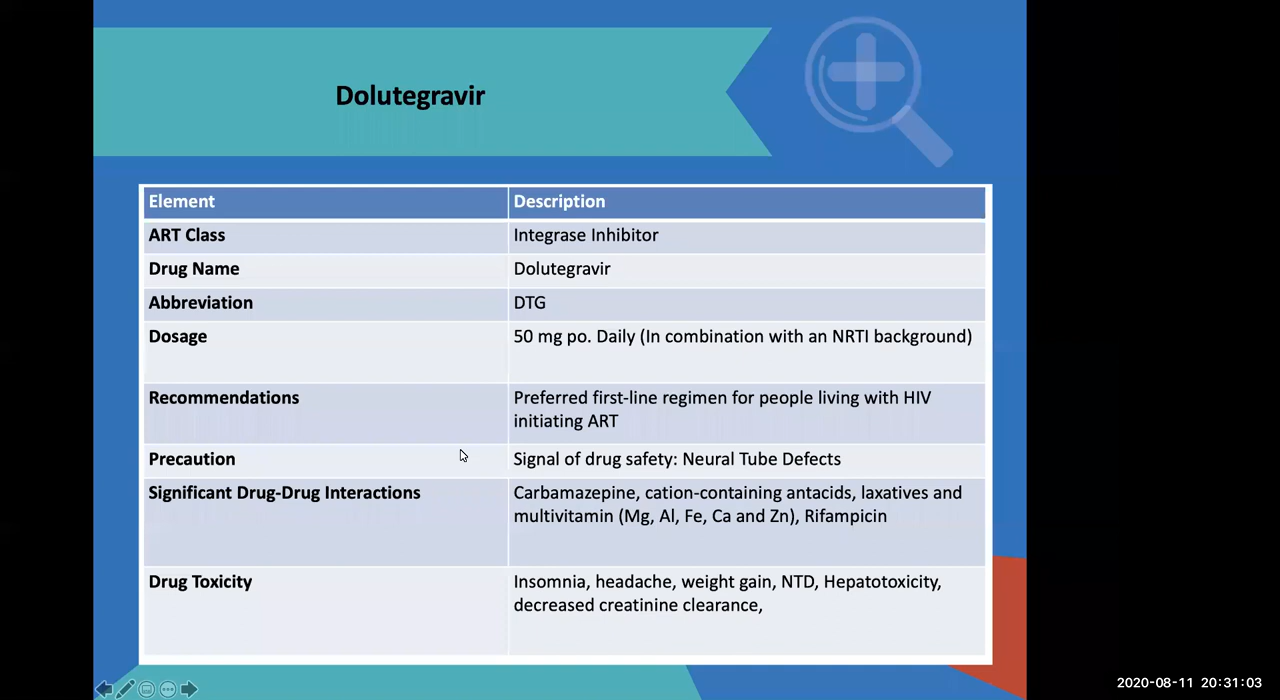 Dolutegravir
Element Description
ART Class Integrase Inhibitor
Drug Name Dolutegravir
Abbreviation DTG
Dosage 50 mg po. Daily (In combination with an NRTI background)
Recommendations Preferred first-line regimen for people living with HIV
initiating ART
Precaution Signal of drug safety: Neural Tube Defects
Significant Drug-Drug Interactions Carbamazepine, cation-containing antacids, laxatives and
multivitamin (Mg, Al, Fe, Ca and Zn), Rifampicin
Drug Toxicity Insomnia, headache, weight gain, NTD, Hepatotoxicity,
decreased creatinine clearance,
2020-08-11 20:31:03